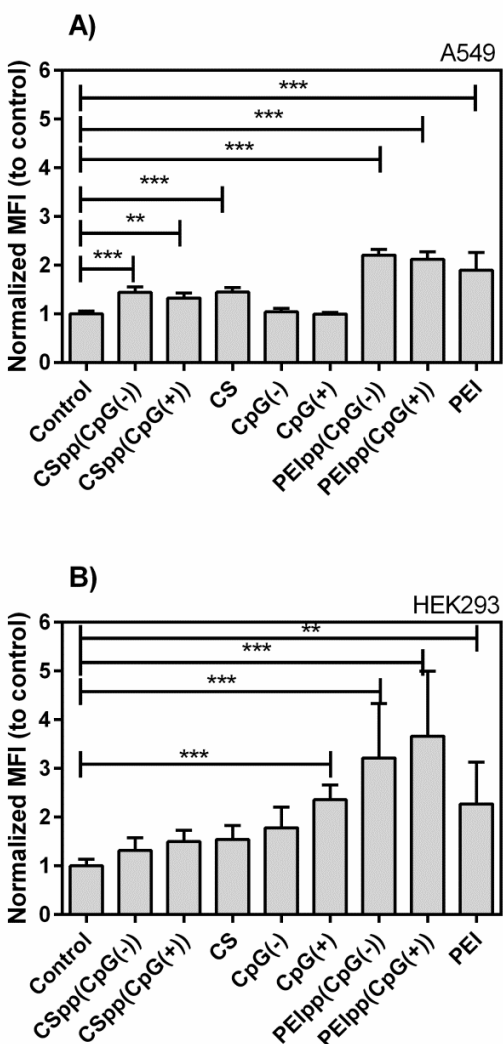 A)
A549
Normalized MFI (to control)
6
5
4
3
2
1
0
***
***
***
***
**
***
Control
CSpp(CpG(-))
CSpp(CpG(+))
CS
CpG(-)
CpG(+)
PEIpp(CpG(-))
PEIpp(CpG(+))
PEI
B)
HEK293
Normalized MFI (to control)
6
5
4
3
2
1
0
**
***
***
***
Control
CSpp(CpG(-))
CSpp(CpG(+))
CS
CpG(-)
CpG(+)
PEIpp(CpG(-))
PEIpp(CpG(+))
PEI